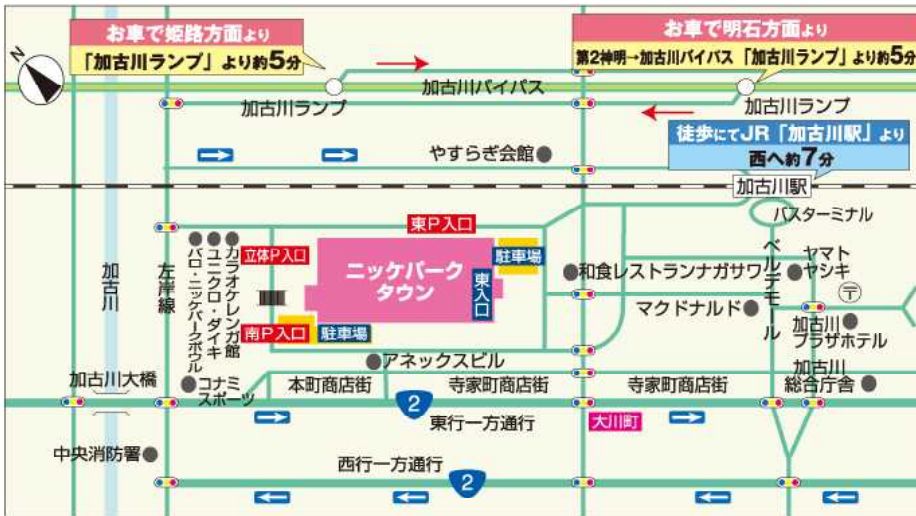 お車で姫路方面より
「加古川ランプ」より約5分
お車で明石方面より
第2神明→加古川バイパス「加古川ランプ」より約5分
N
加古川バイパス
加古川ランプ
加古川ランプ
徒歩にてJR「加古川駅」より
西へ約7分
やすらぎ会館
加古川駅
バスターミナル
東P入口
立体P入口
ニッケパーク
タウン
駐車場
東入口
南P入口
駐車場
カラオケレンガ館
ユニクロ・ダイキ
パロ・ニッケパークボウル
左岸線
加古川
和食レストランナガサワ
マクドナルド
ベルデモール
ヤマト
ヤシキ
〒
加古川
プラザホテル
加古川
総合庁舎
アネックスビル
加古川大橋
コナミ
スポーツ
本町商店街
寺家町商店街
寺家町商店街
2
東行一方通行
大川町
中央消防署
西行一方通行
2